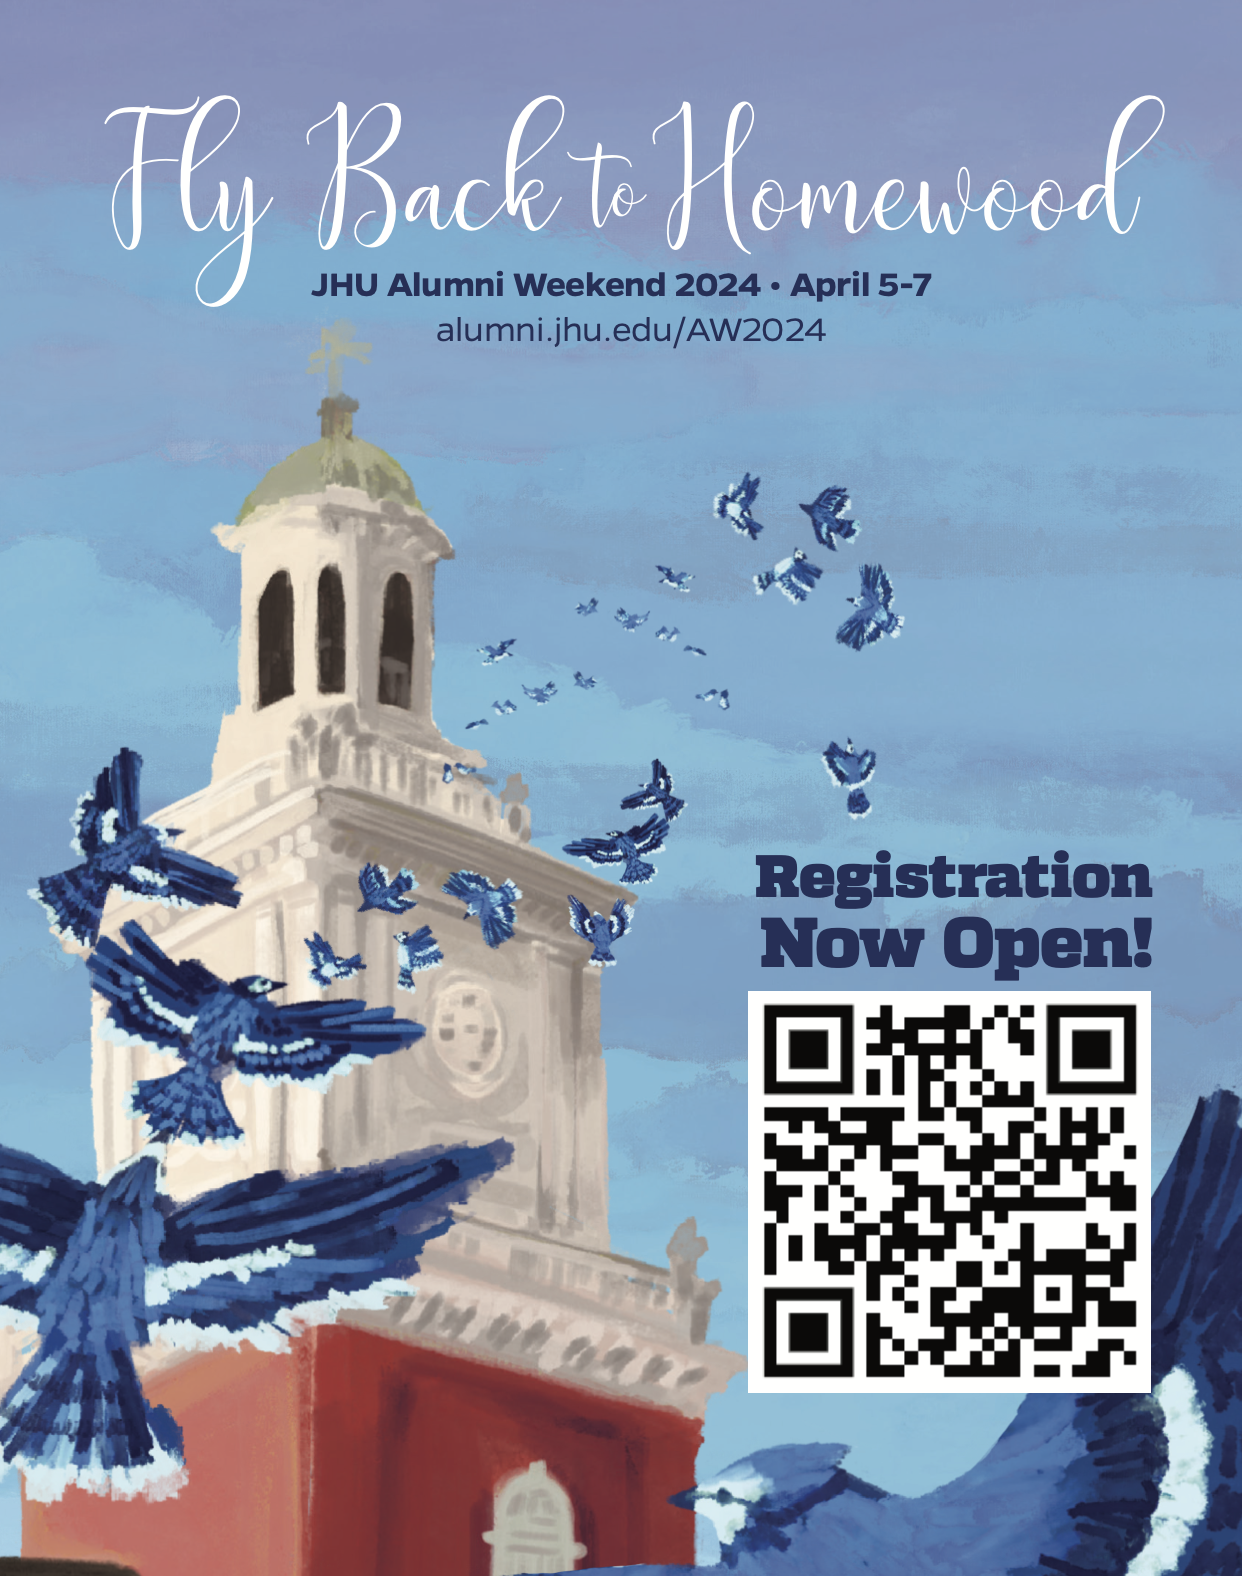 Fly Back to Homewood
JHU Alumni Weekend 2024 • April 5-7
alumni.jhu.edu/AW2024
Registration
Now Open!